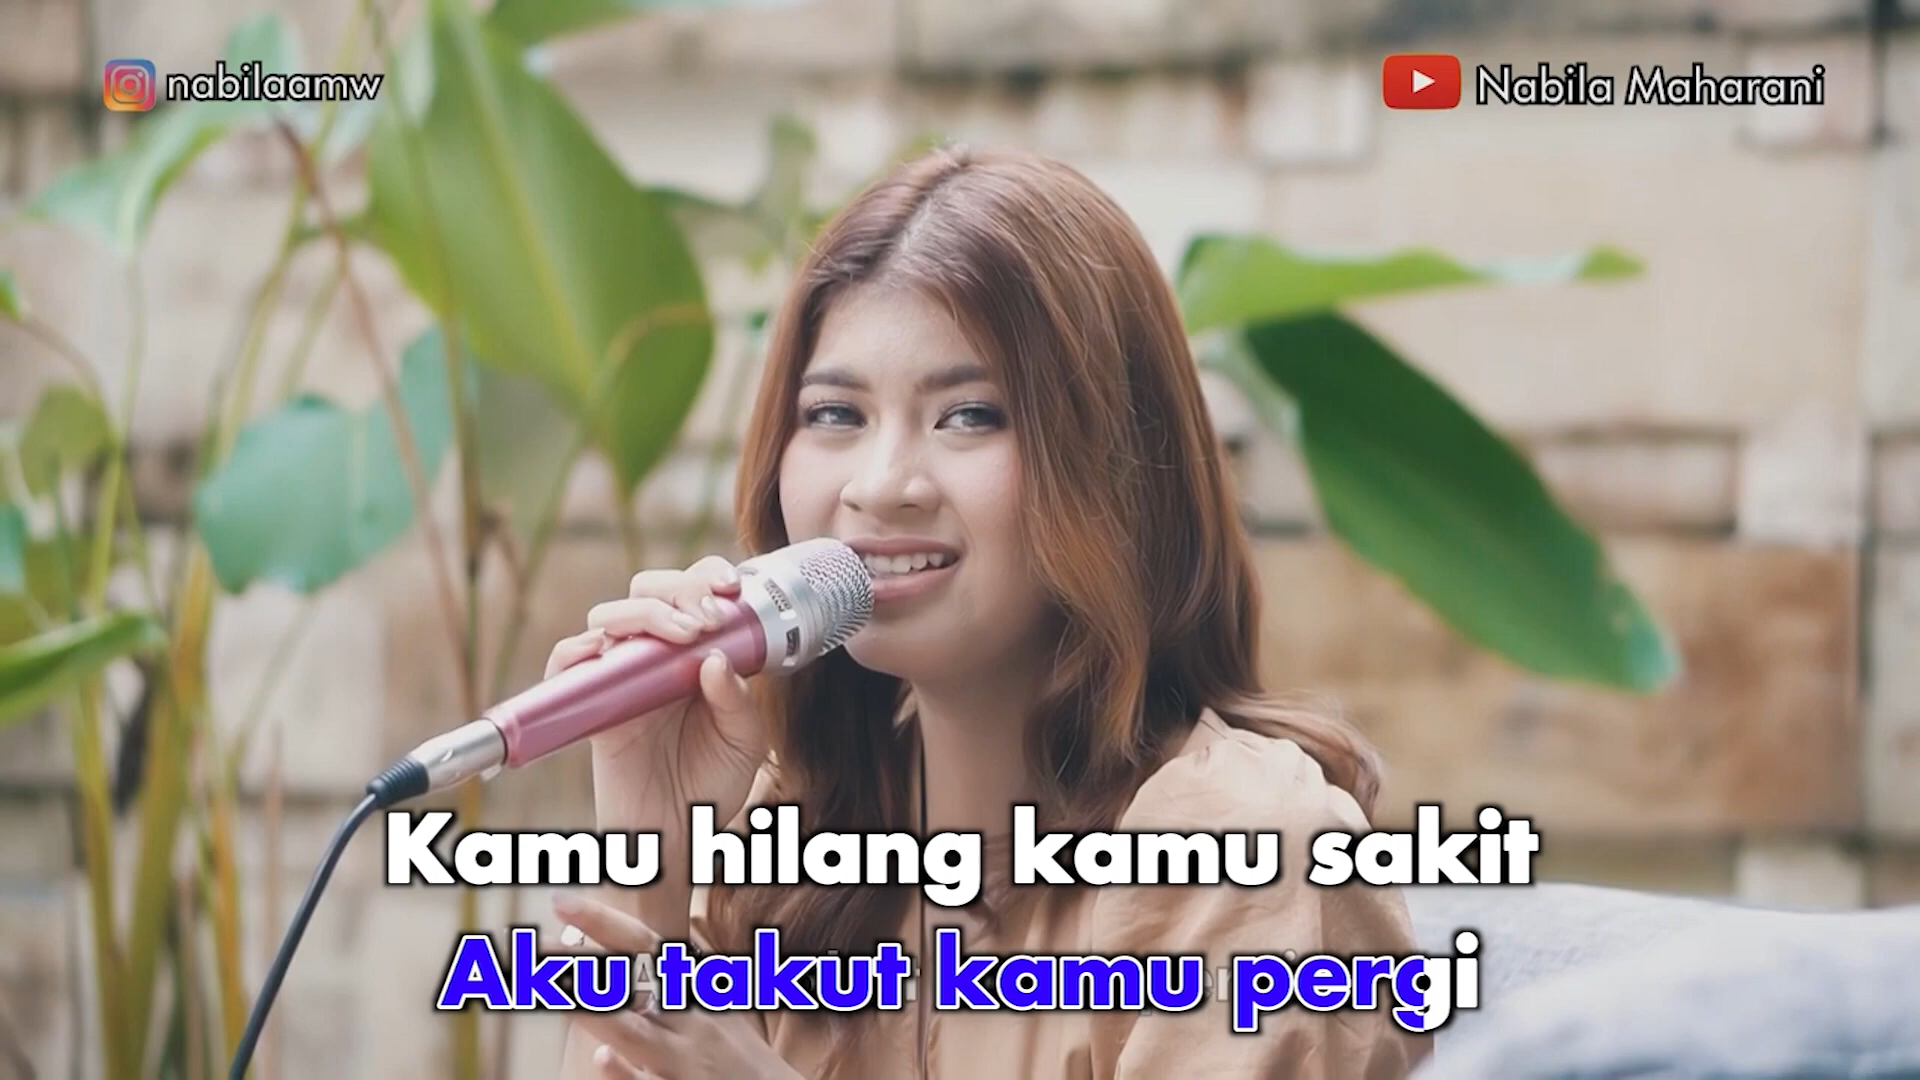 nabilaamw
Nabila Maharani
Kamu hilang kamu sakit
Aku takut kamu pergi